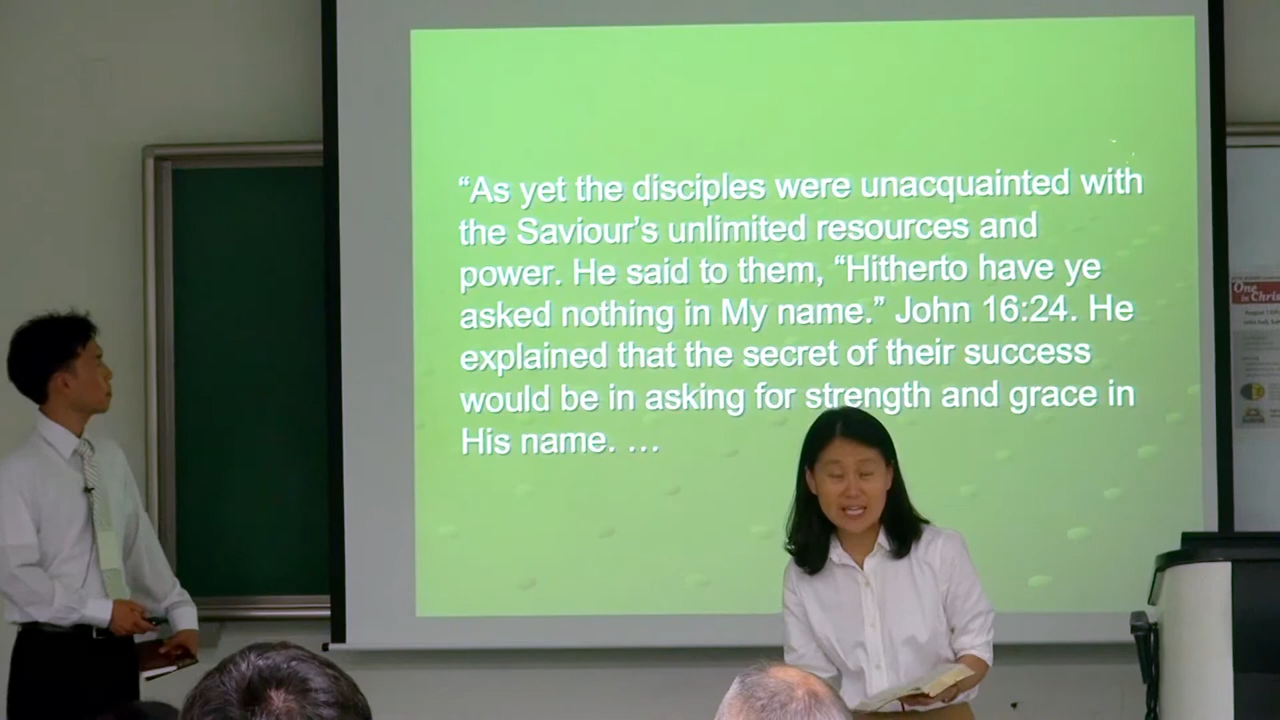 “As yet the disciples were unacquainted with
the Saviour’s unlimited resources and
power. He said to them, “Hitherto have ye
asked nothing in My name.” John 16:24. He
explained that the secret of their success
would be in asking for strength and grace in
His name. …
One
in Chris